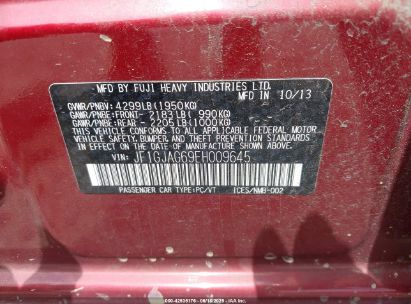 MFD BY FUJI HEAVY INDUSTRIES LTD. IN 10/13
GVWR/PNBV: 4299LB(1950KG)
GAWR/PBE:FRONT- 2183LB( 990KG)
GAWR/PBE:REAR - 2205LB(1000KG)
THIS VEHICLE CONFORMS TO ALL APPLICABLE FEDERAL MOTOR
VEHICLE SAFETY, BUMPER, AND THEFT PREVENTION STANDARDS
IN EFFECT ON THE DATE OF MANUFACTURE SHOWN ABOVE.
VIN: JF1GJAG69EH009645
PASSENGER CAR TYPE:PC/VT ICES/NMB-002